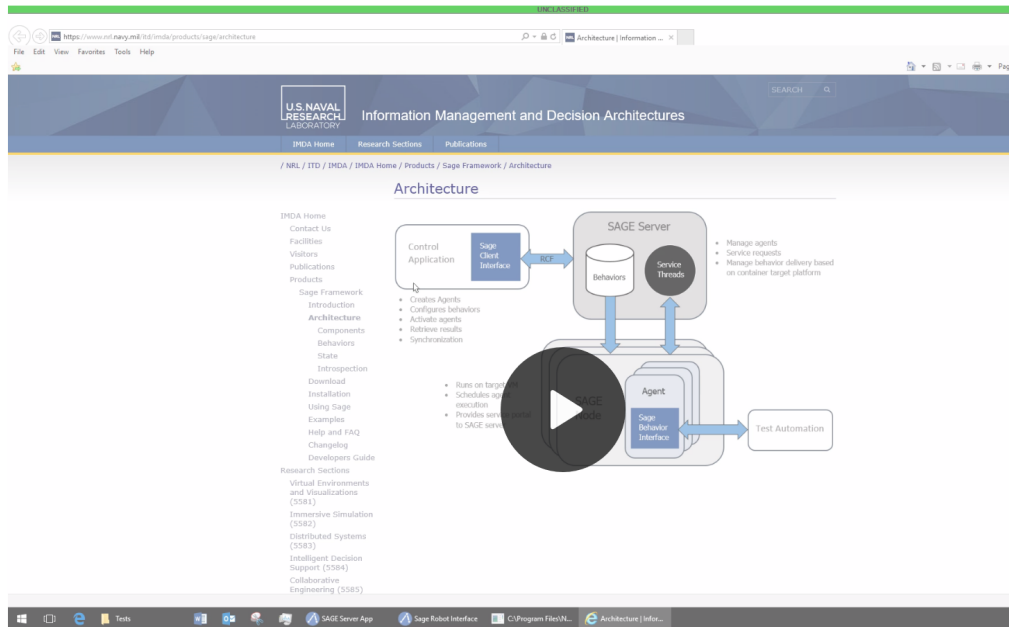 UNCLASSIFIED
https://www.nrl.navy.mil/itd/imda/products/sage/architecture
Architecture | Information ...
File Edit View Favorites Tools Help
Pag
SEARCH
U.S. NAVAL
RESEARCH
LABORATORY
Information Management and Decision Architectures
IMDA Home Research Sections Publications
/ NRL / ITD / IMDA / IMDA Home / Products / Sage Framework / Architecture
Architecture
IMDA Home
Contact Us
Facilities
Visitors
Publications
Products
Sage Framework
Introduction
Architecture
Components
Behaviors
State
Introspection
Download
Installation
Using Sage
Examples
Help and FAQ
Changelog
Developers Guide
Research Sections
Virtual Environments
and Visualizations
(5581)
Immersive Simulation
(5582)
Distributed Systems
(5583)
Intelligent Decision
Support (5584)
Collaborative
Engineering (5585)
Control
Application
Sage
Client
Interface
RCF
SAGE Server
Behaviors
Service
Threads
• Manage agents
• Service requests
• Manage behavior delivery based
on container target platform
• Creates Agents
• Configures behaviors
• Activate agents
• Retrieve results
• Synchronization
• Runs on target
• Schedules agent
execution
• Provides service
to SAGE server
SAGE
Node
Agent
Sage
Behavior
Interface
Test Automation
Tests
SAGE Server App
Sage Robot Interface
C:\Program Files\N...
Architecture | Infor...